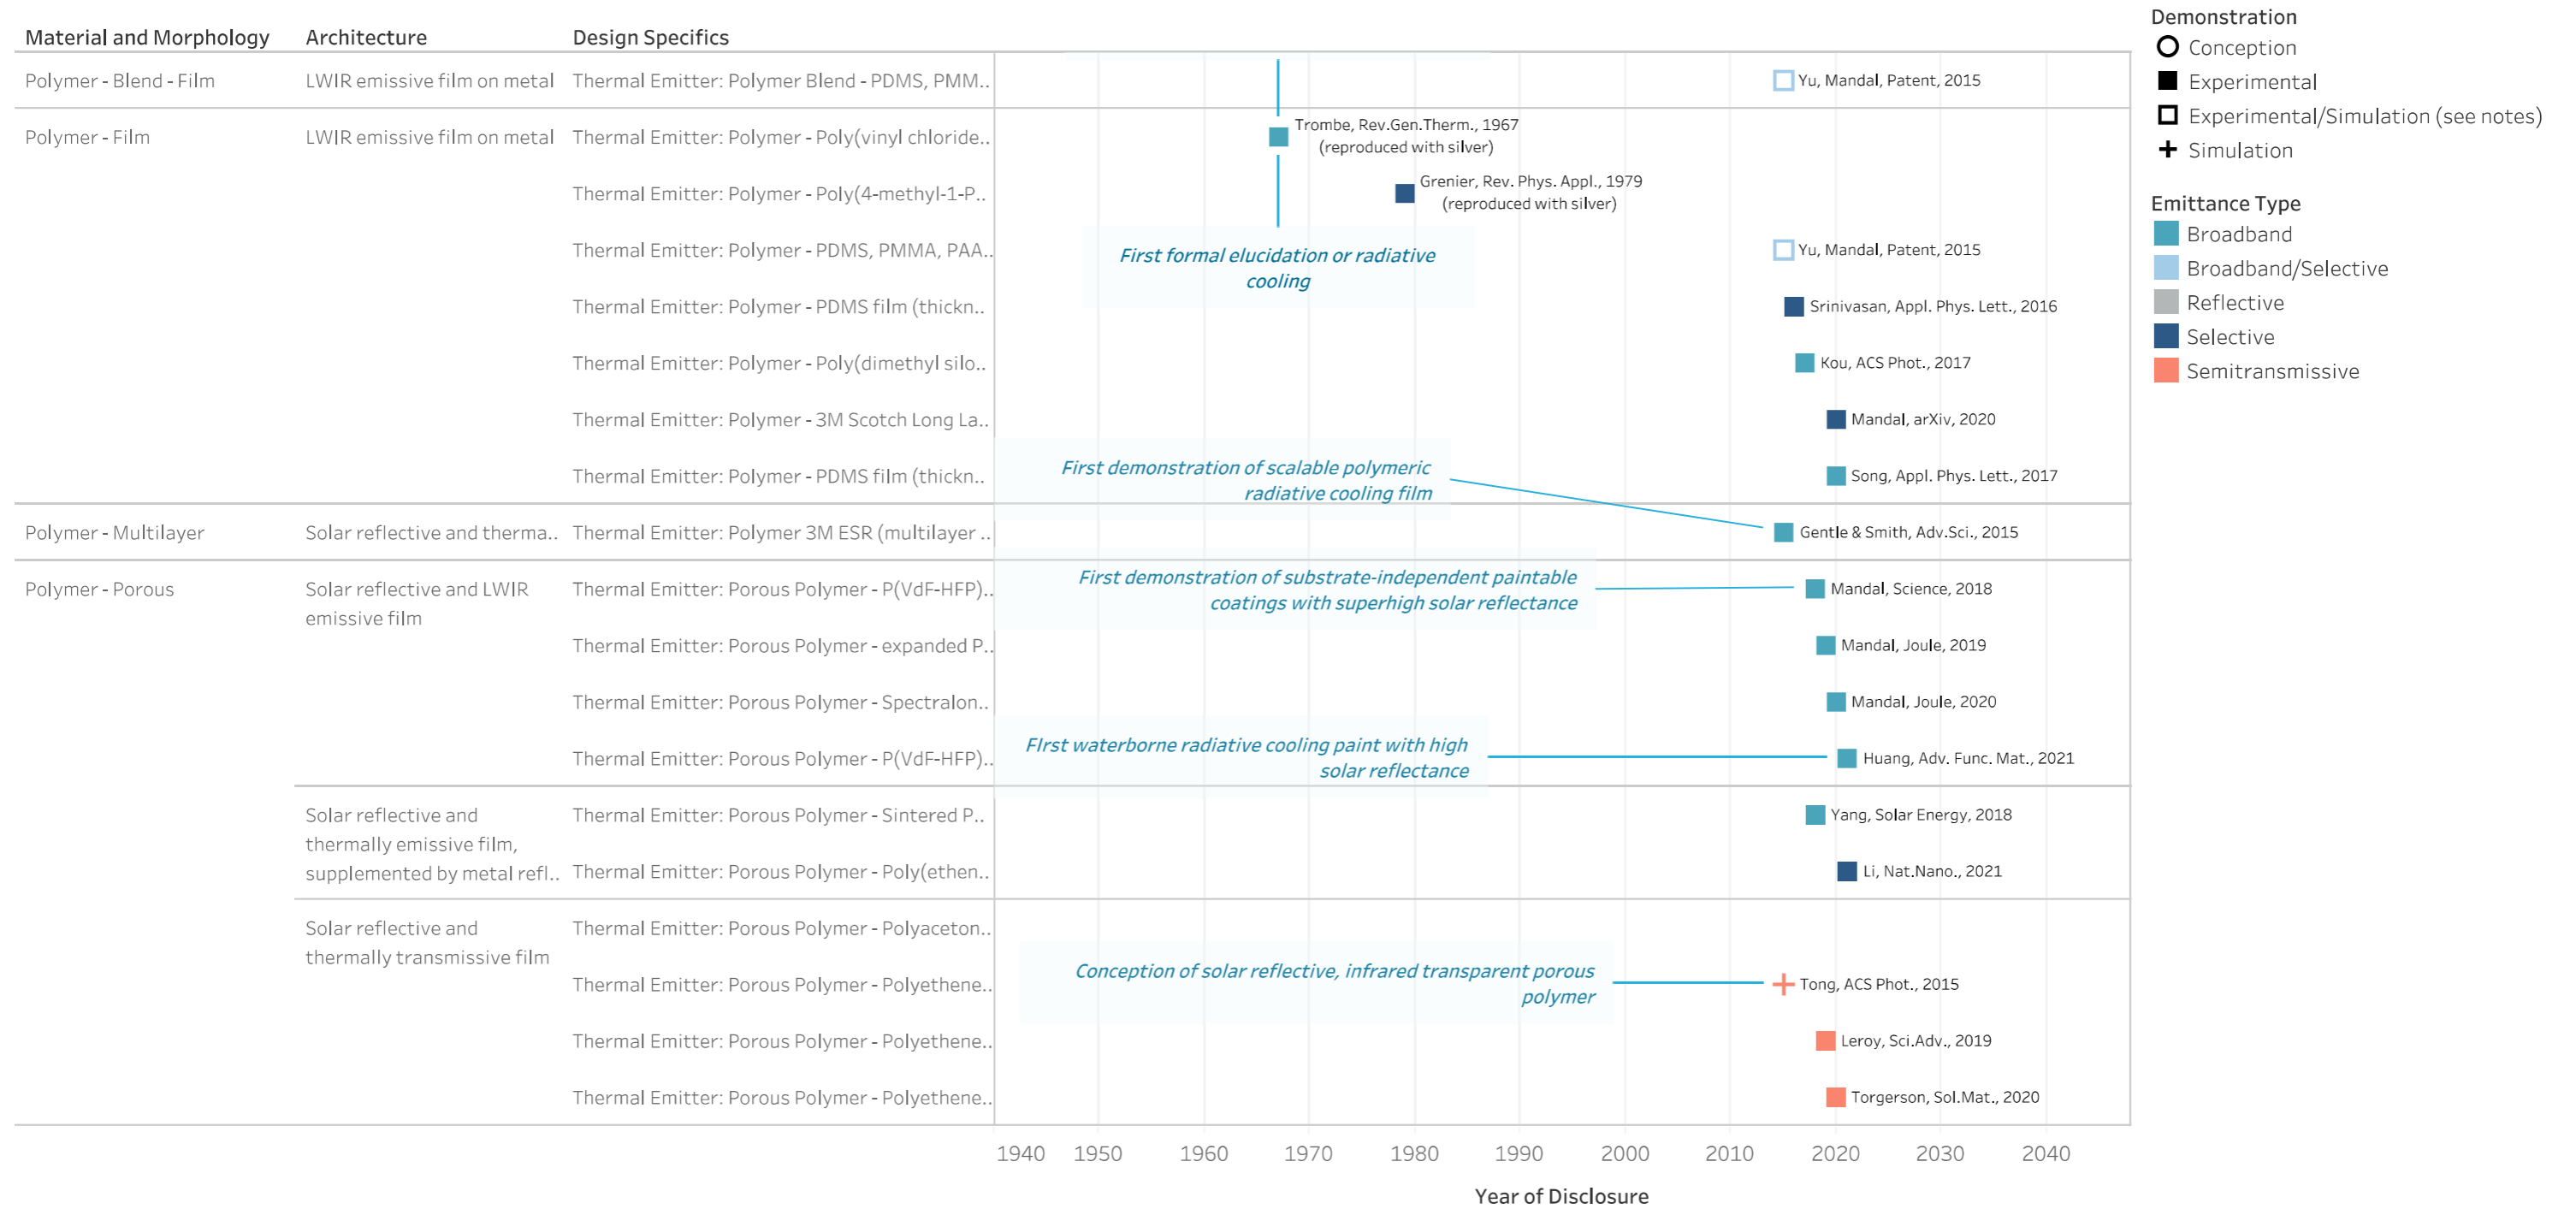 Material and Morphology Architecture Design Specifics
Polymer - Blend - Film LWIR emissive film on metal Thermal Emitter: Polymer Blend - PDMS, PMM.. Yu, Mandal, Patent, 2015
Polymer - Film LWIR emissive film on metal Thermal Emitter: Polymer - Poly(vinyl chloride.. Trombe, Rev.Gen.Therm., 1967
(reproduced with silver)
Thermal Emitter: Polymer - Poly(4-methyl-1-P.. Grenier, Rev. Phys. Appl., 1979
(reproduced with silver)
Thermal Emitter: Polymer - PDMS, PMMA, PAA.. Yu, Mandal, Patent, 2015
First formal elucidation or radiative
cooling
Thermal Emitter: Polymer - PDMS film (thickn.. Srinivasan, Appl. Phys. Lett., 2016
Thermal Emitter: Polymer - Poly(dimethyl silo.. Kou, ACS Phot., 2017
Thermal Emitter: Polymer - 3M Scotch Long La.. Mandal, arXiv, 2020
First demonstration of scalable polymeric
radiative cooling film
Thermal Emitter: Polymer - PDMS film (thickn.. Song, Appl. Phys. Lett., 2017
Polymer - Multilayer Solar reflective and therma.. Thermal Emitter: Polymer 3M ESR (multilayer .. Gentle & Smith, Adv.Sci., 2015
Polymer - Porous Solar reflective and LWIR
emissive film
Thermal Emitter: Porous Polymer - P(VdF-HFP).. Mandal, Science, 2018
First demonstration of substrate-independent paintable
coatings with superhigh solar reflectance
Thermal Emitter: Porous Polymer - expanded P.. Mandal, Joule, 2019
Thermal Emitter: Porous Polymer - Spectralon.. Mandal, Joule, 2020
Thermal Emitter: Porous Polymer - P(VdF-HFP).. Huang, Adv. Func. Mat., 2021
FIrst waterborne radiative cooling paint with high
solar reflectance
Solar reflective and
thermally emissive film,
supplemented by metal refl..
Thermal Emitter: Porous Polymer - Sintered P.. Yang, Solar Energy, 2018
Thermal Emitter: Porous Polymer - Poly(ethen.. Li, Nat.Nano., 2021
Solar reflective and
thermally transmissive film
Thermal Emitter: Porous Polymer - Polyaceton..
Thermal Emitter: Porous Polymer - Polyethene.. Tong, ACS Phot., 2015
Conception of solar reflective, infrared transparent porous
polymer
Thermal Emitter: Porous Polymer - Polyethene.. Leroy, Sci.Adv., 2019
Thermal Emitter: Porous Polymer - Polyethene.. Torgerson, Sol.Mat., 2020
1940 1950 1960 1970 1980 1990 2000 2010 2020 2030 2040
Year of Disclosure
Demonstration
Conception
Experimental
Experimental/Simulation (see notes)
Simulation
Emittance Type
Broadband
Broadband/Selective
Reflective
Selective
Semitransmissive